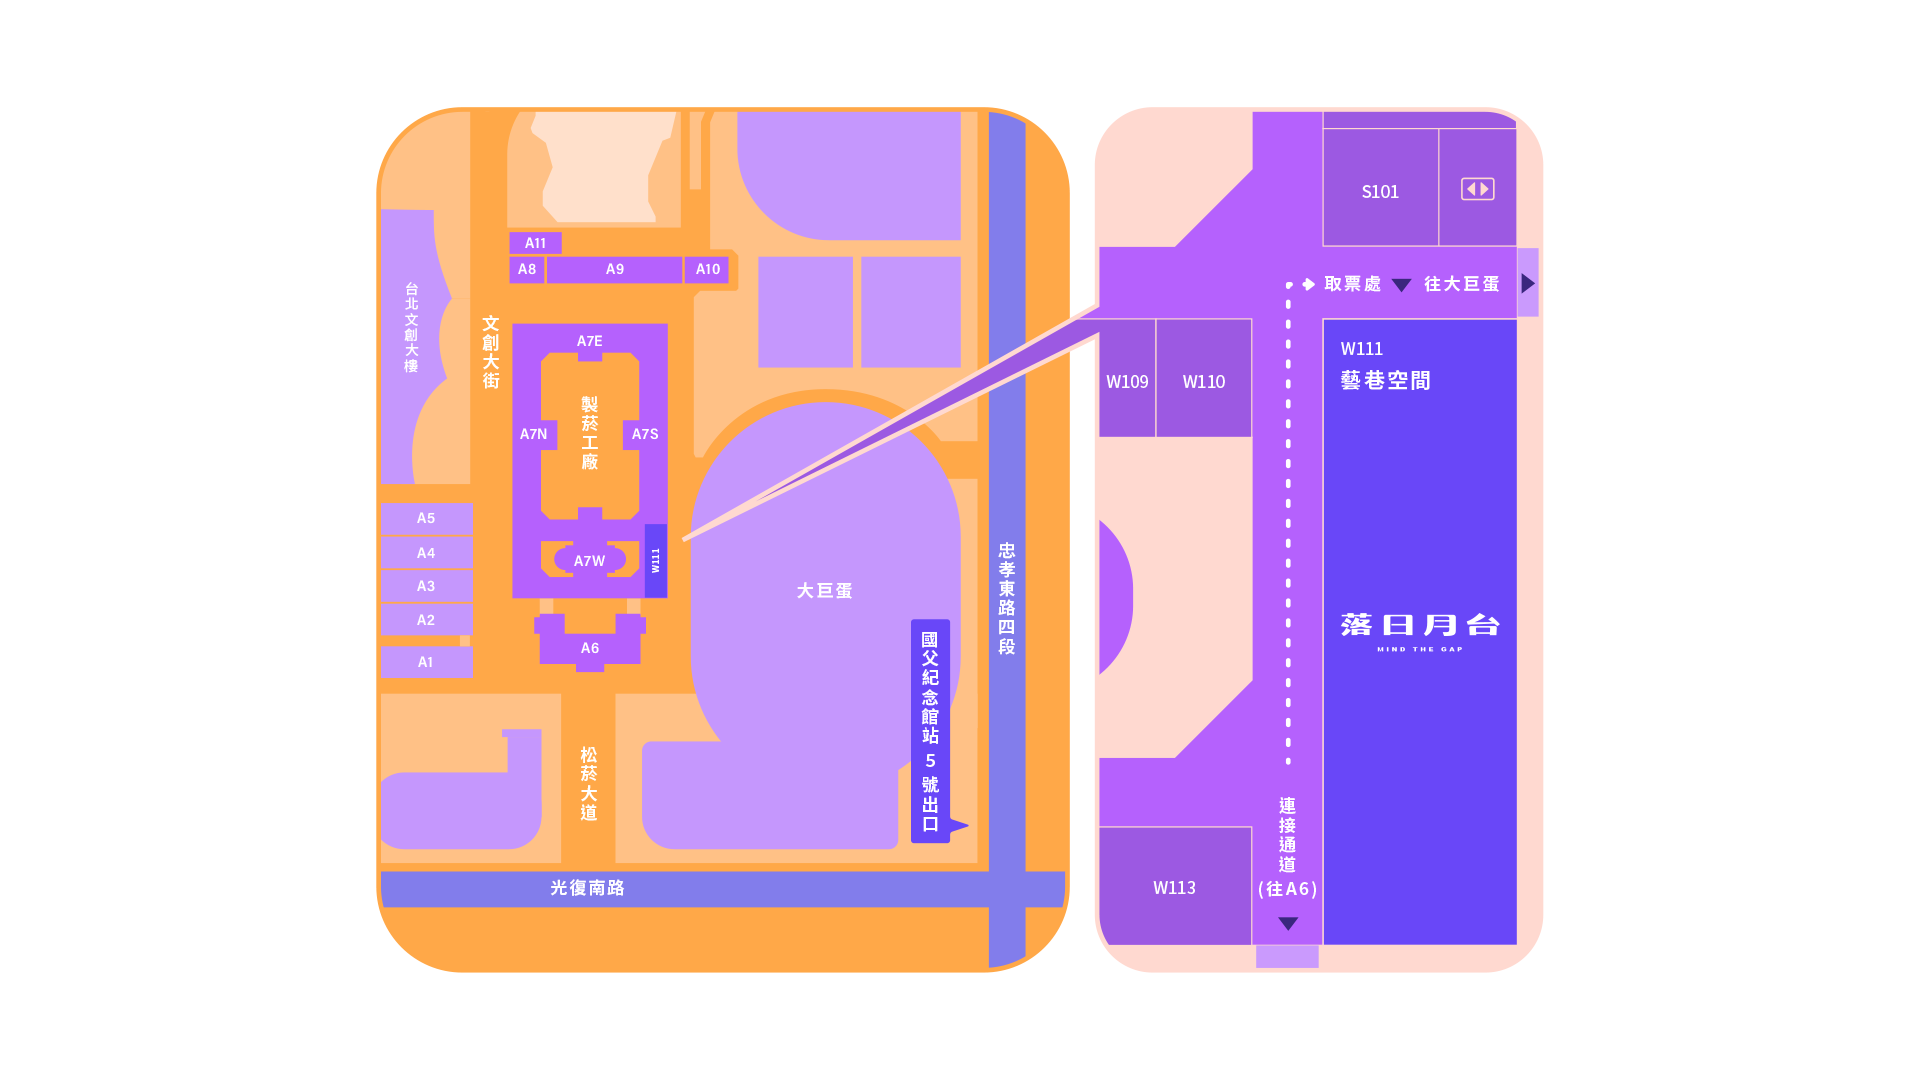 A11
A8
A9
A10
台北文創大樓
文創大街
A7E
製菸工廠
A7N
A7S
A7W
W111
A5
A4
A3
A2
A1
A6
大巨蛋
忠孝東路四段
國父紀念館站 5 號出口
松菸大道
光復南路
S101
取票處
往大巨蛋
W109
W110
W111
藝巷空間
落日月台
MIND THE GAP
連接通道
(往A6)
W113